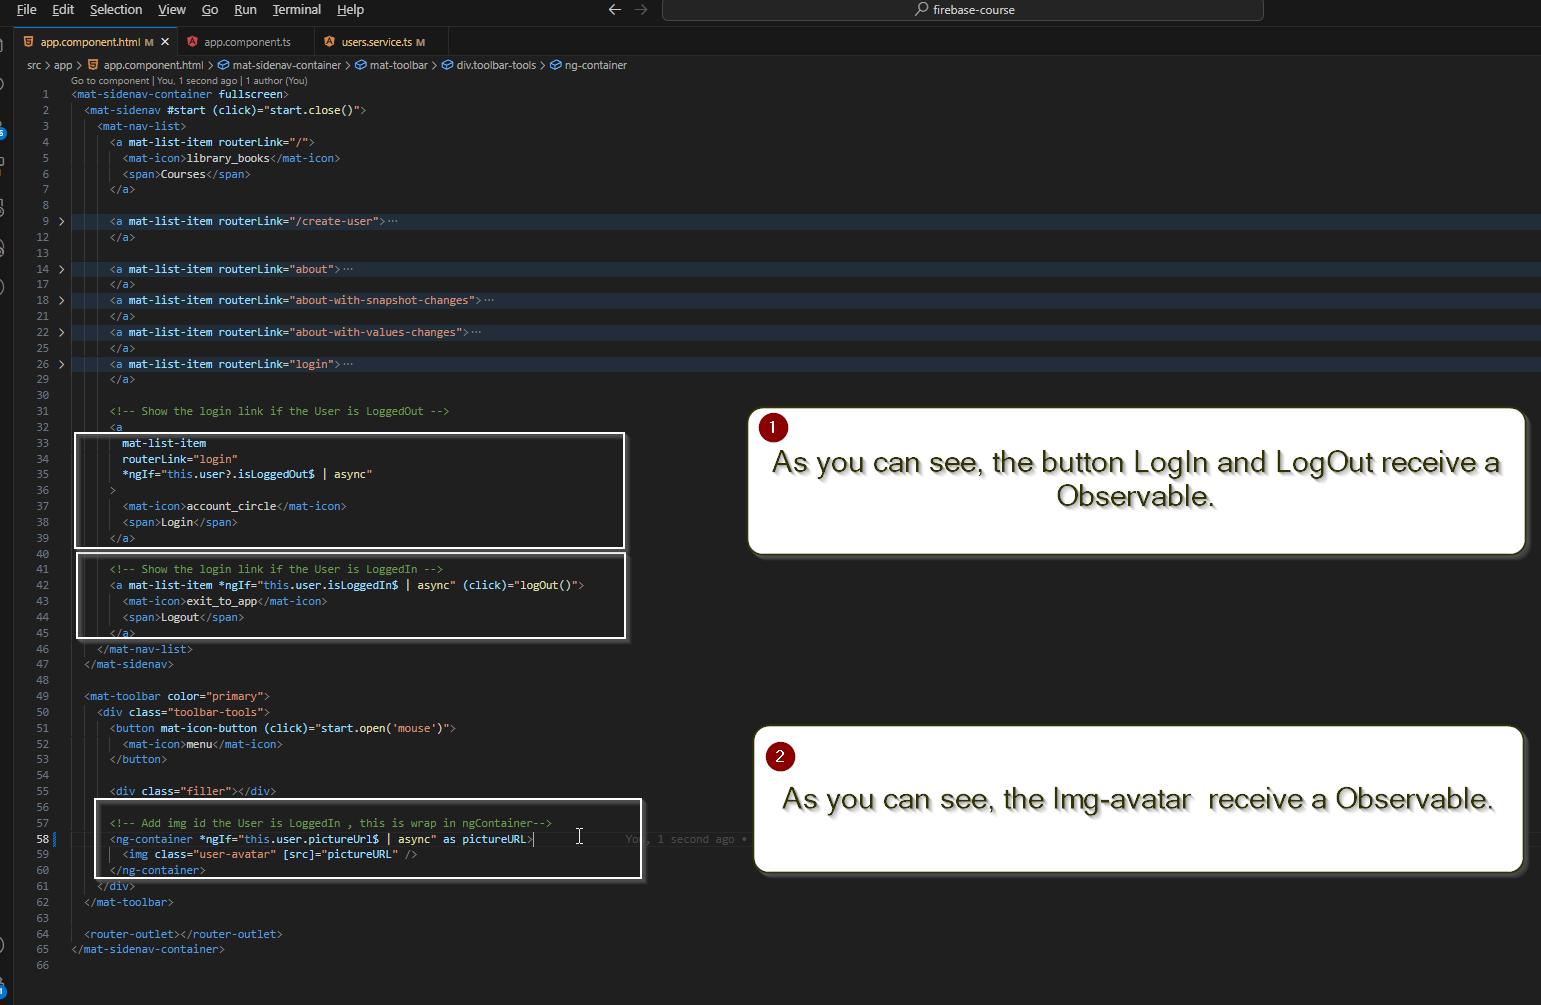 File Edit Selection View Go Run Terminal Help firebase-course
app.component.html M app.component.ts users.service.ts M
src > app > app.component.html > mat-sidenav-container > mat-toolbar > div.toolbar-tools > ng-container
Go to component | You, 1 second ago | 1 author (You)
1 <mat-sidenav-container fullscreen>
2 <mat-sidenav #start (click)="start.close()">
3 <mat-nav-list>
4 <a mat-list-item routerLink="/">
5 <mat-icon>library_books</mat-icon>
6 <span>Courses</span>
7 </a>
8
9 <a mat-list-item routerLink="/create-user">…
12 </a>
13
14 <a mat-list-item routerLink="about">…
17 </a>
18 <a mat-list-item routerLink="about-with-snapshot-changes">…
21 </a>
22 <a mat-list-item routerLink="about-with-values-changes">…
25 </a>
26 <a mat-list-item routerLink="login">…
29 </a>
30
31 <!-- Show the login link if the User is LoggedOut -->
32 <a
33 mat-list-item
34 routerLink="login"
35 *ngIf="this.user?.isLoggedOut$ | async"
36 >
37 <mat-icon>account_circle</mat-icon>
38 <span>Login</span>
39 </a>
40
41 <!-- Show the login link if the User is LoggedIn -->
42 <a mat-list-item *ngIf="this.user.isLoggedIn$ | async" (click)="logOut()">
43 <mat-icon>exit_to_app</mat-icon>
44 <span>Logout</span>
45 </a>
46 </mat-nav-list>
47 </mat-sidenav>
48
49 <mat-toolbar color="primary">
50 <div class="toolbar-tools">
51 <button mat-icon-button (click)="start.open('mouse')">
52 <mat-icon>menu</mat-icon>
53 </button>
54
55 <div class="filler"></div>
56
57 <!-- Add img id the User is LoggedIn , this is wrap in ngContainer-->
58 <ng-container *ngIf="this.user.pictureUrl$ | async" as pictureURL> You, 1 second ago •
59 <img class="user-avatar" [src]="pictureURL" />
60 </ng-container>
61 </div>
62 </mat-toolbar>
63
64 <router-outlet></router-outlet>
65 </mat-sidenav-container>
66
1
As you can see, the button LogIn and LogOut receive a
Observable.
2
As you can see, the Img-avatar receive a Observable.